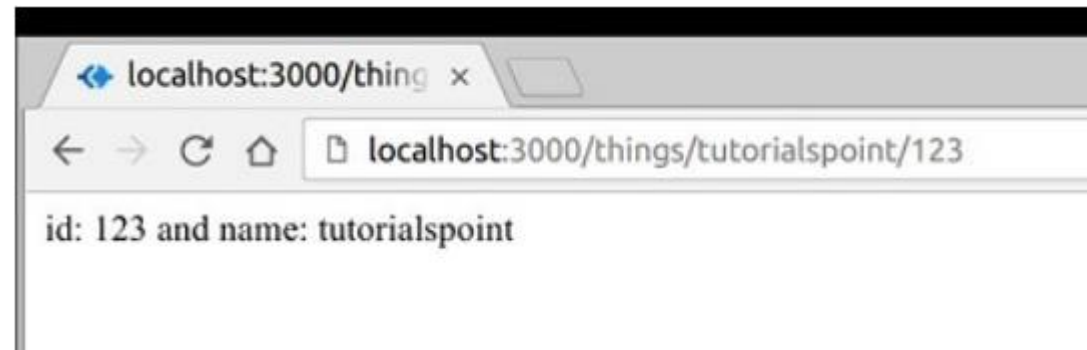 localhost:3000/thing
localhost:3000/things/tutorialspoint/123
id: 123 and name: tutorialspoint